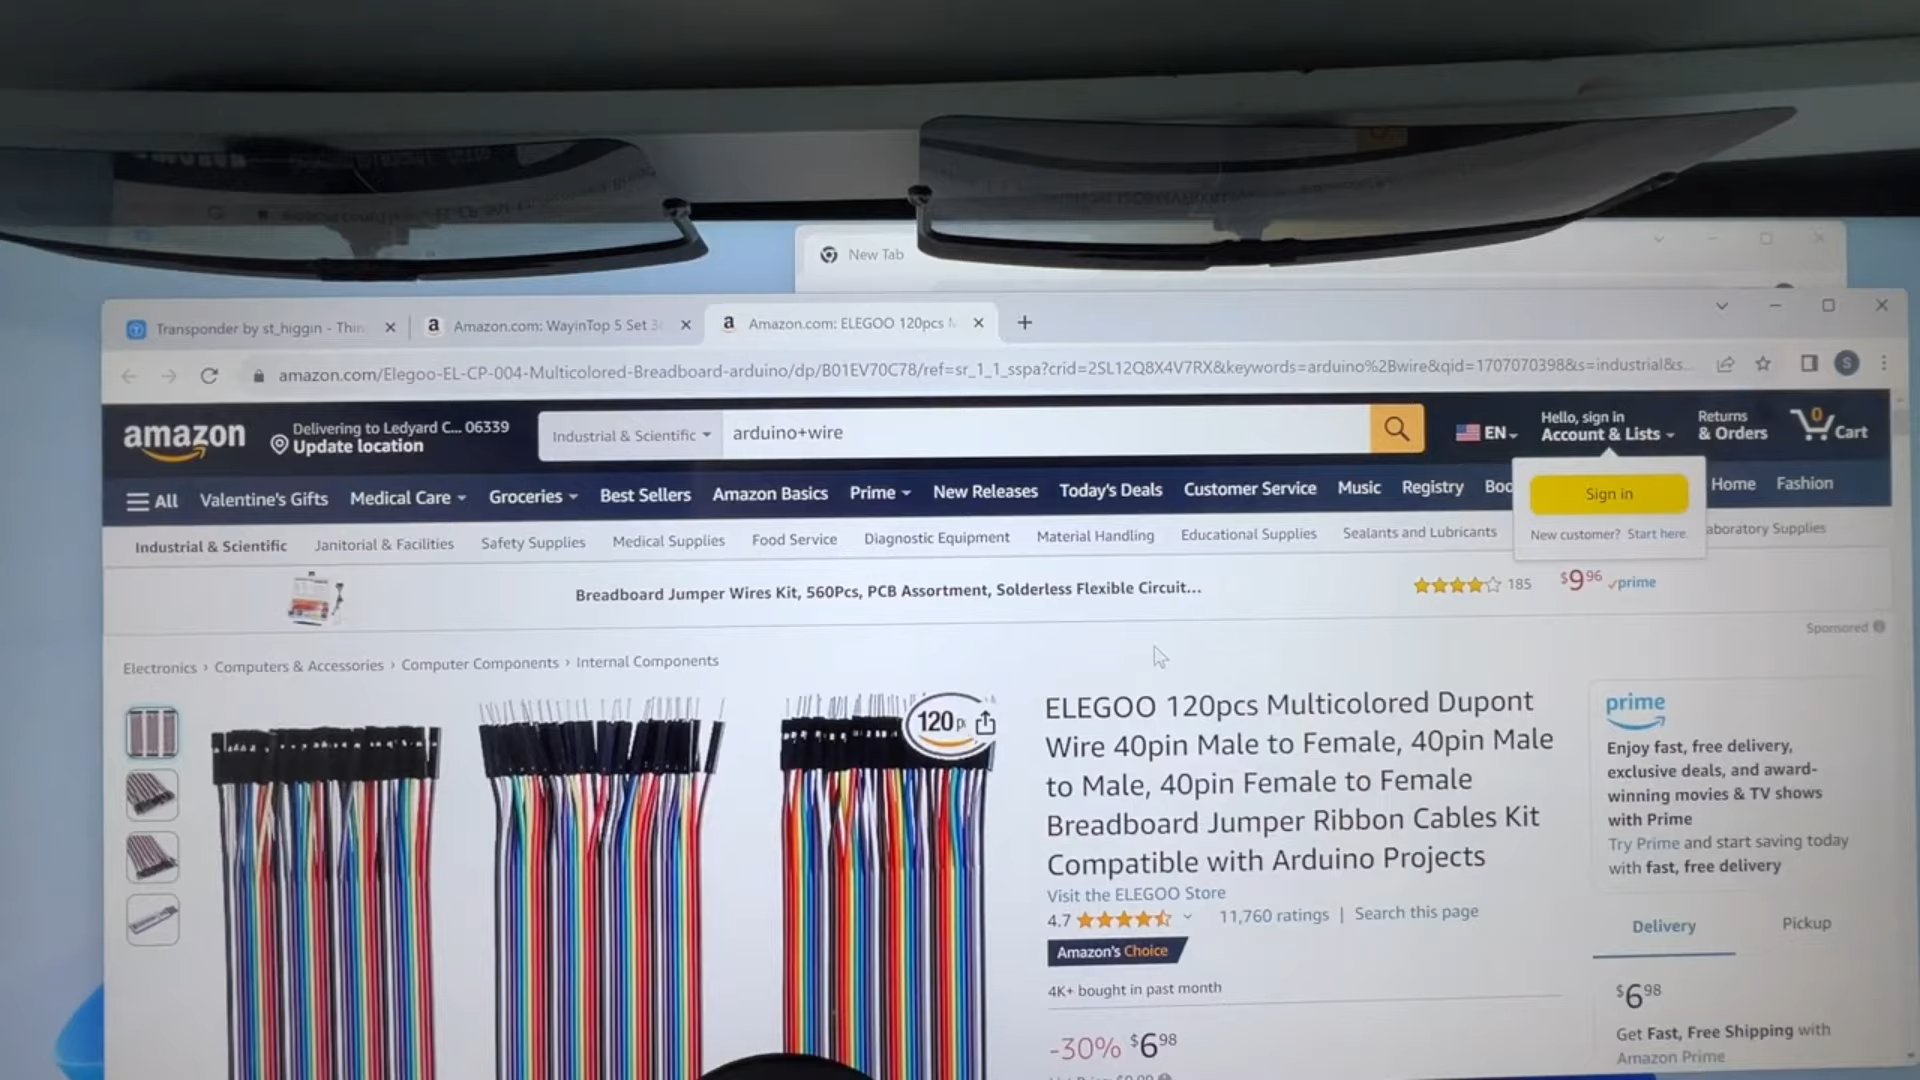 New Tab
Transponder by st_higgin - Thin
Amazon.com: WayinTop 5 Set 3
Amazon.com: ELEGOO 120pcs M
amazon.com/Elegoo-EL-CP-004-Multicolored-Breadboard-arduino/dp/B01EV70C78/ref=sr_1_1_sspa?crid=2SL12Q8X4V7RX&keywords=arduino%2Bwire&qid=1707070398&s=industrial&s...
S
amazon
Delivering to Ledyard C... 06339
Update location
Industrial & Scientific
arduino+wire
EN
Hello, sign in
Account & Lists
Returns
& Orders
0
Cart
All Valentine's Gifts Medical Care Groceries Best Sellers Amazon Basics Prime New Releases Today's Deals Customer Service Music Registry Boo Home Fashion
Sign in
New customer? Start here.
Industrial & Scientific Janitorial & Facilities Safety Supplies Medical Supplies Food Service Diagnostic Equipment Material Handling Educational Supplies Sealants and Lubricants aboratory Supplies
Breadboard Jumper Wires Kit, 560Pcs, PCB Assortment, Solderless Flexible Circuit...
185
$996 prime
Sponsored
Electronics › Computers & Accessories › Computer Components › Internal Components
120p
ELEGOO 120pcs Multicolored Dupont
Wire 40pin Male to Female, 40pin Male
to Male, 40pin Female to Female
Breadboard Jumper Ribbon Cables Kit
Compatible with Arduino Projects
Visit the ELEGOO Store
4.7 11,760 ratings | Search this page
Amazon's Choice
4K+ bought in past month
-30% $698
prime
Enjoy fast, free delivery,
exclusive deals, and award-
winning movies & TV shows
with Prime
Try Prime and start saving today
with fast, free delivery
Delivery
Pickup
$698
Get Fast, Free Shipping with
Amazon Prime